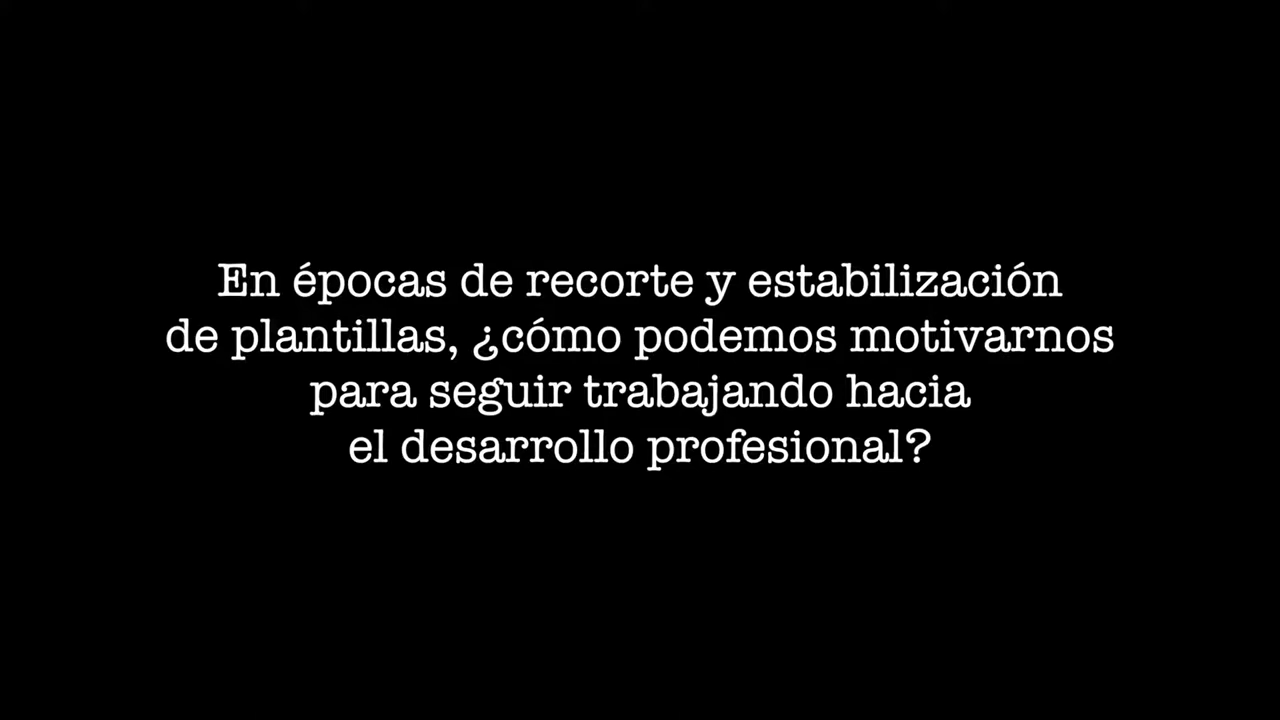 En épocas de recorte y estabilización
de plantillas, ¿cómo podemos motivarnos
para seguir trabajando hacia
el desarrollo profesional?